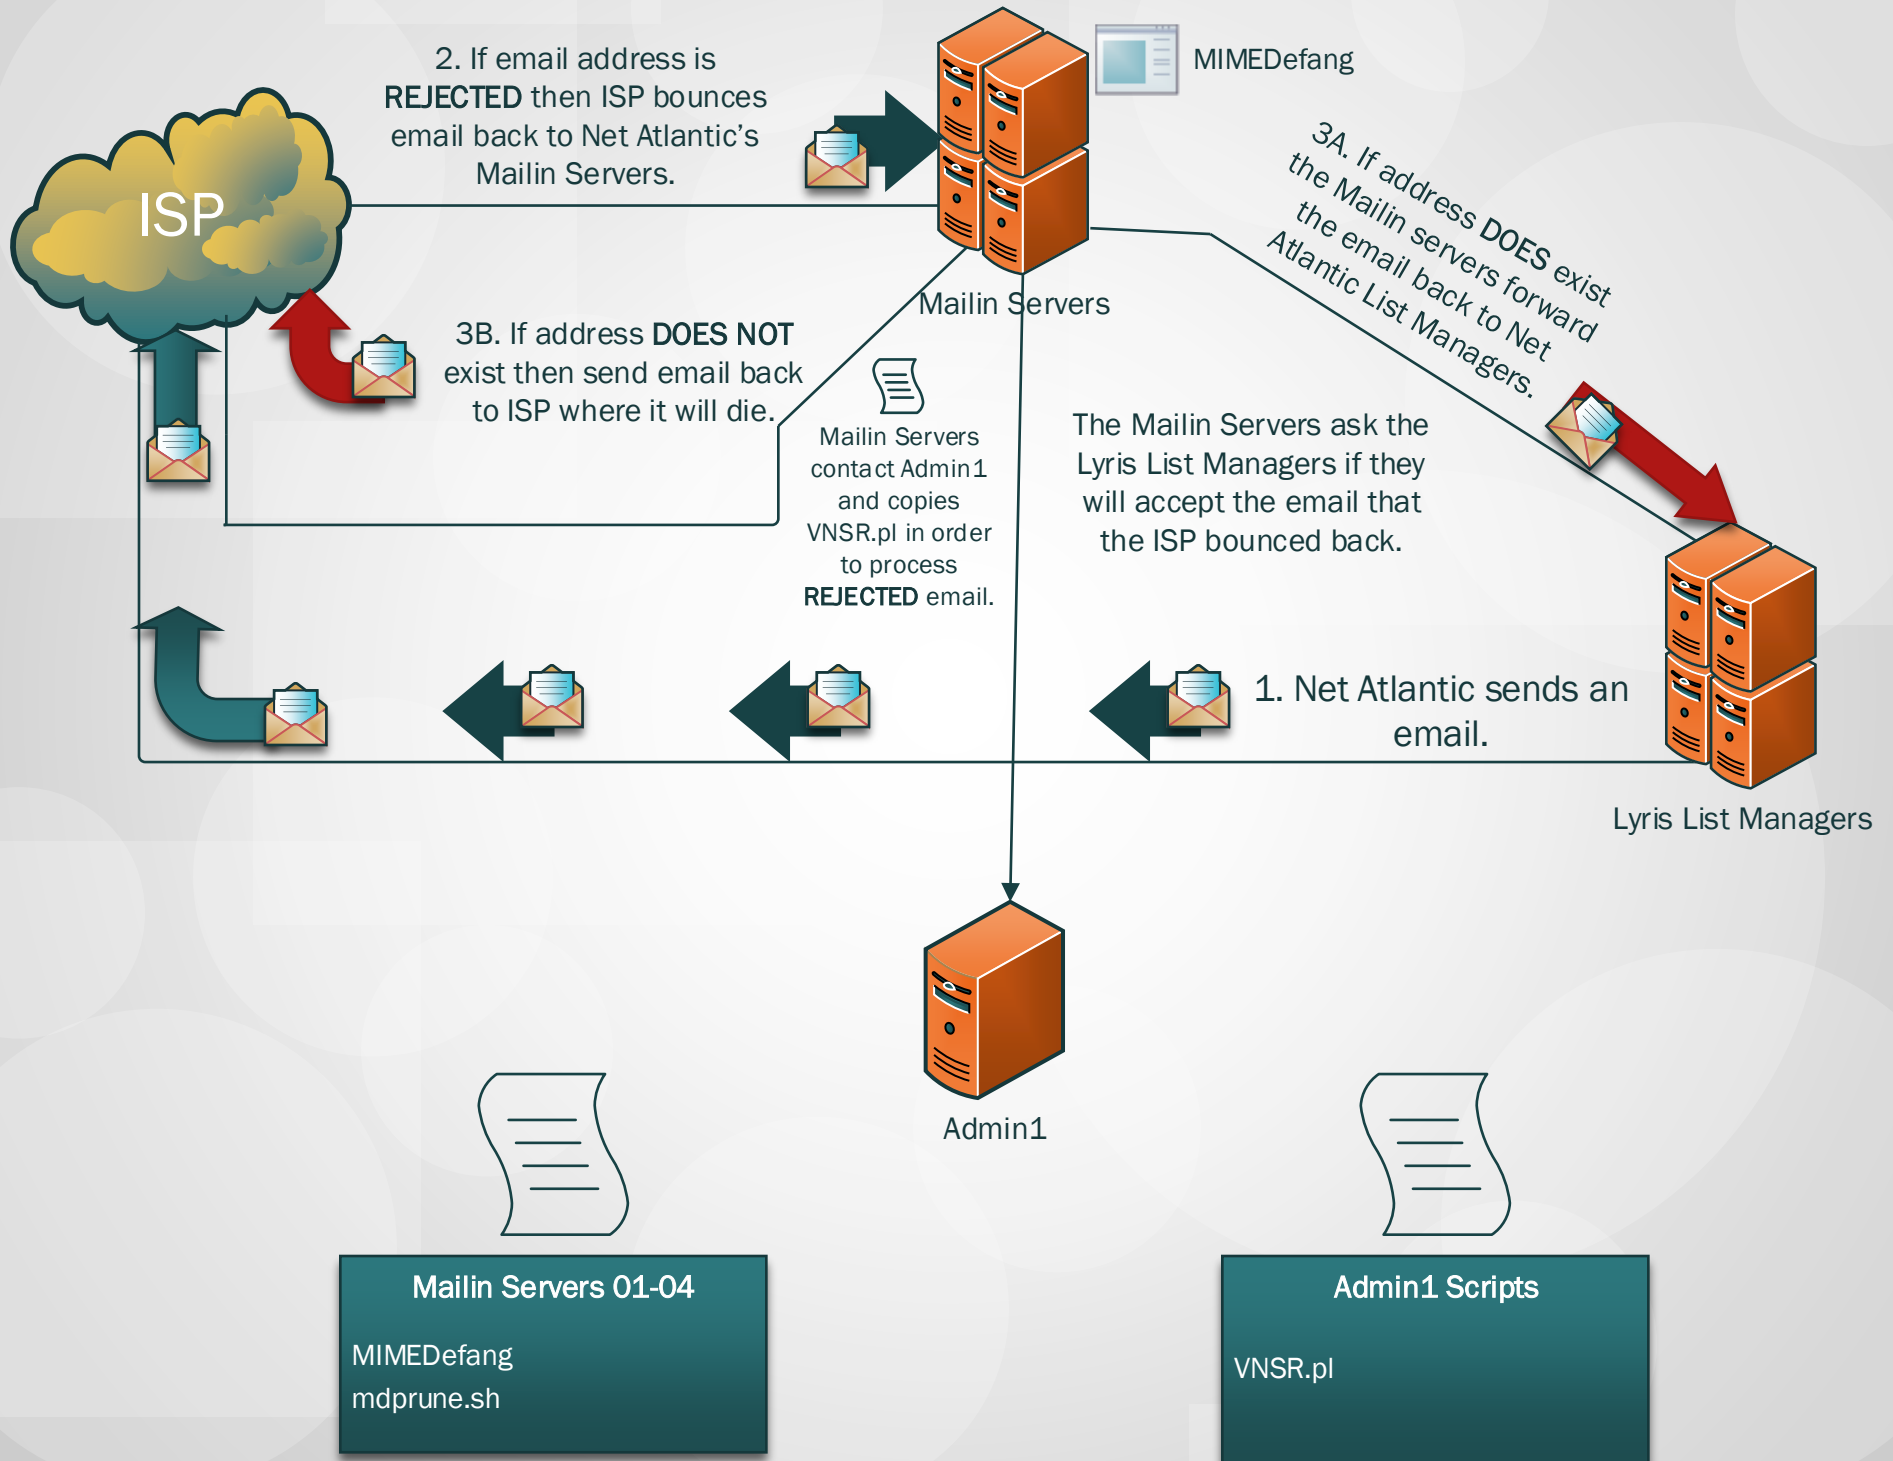 2. If email address is
REJECTED then ISP bounces
email back to Net Atlantic's
Mailin Servers.
MIMEDefang
ISP
Mailin Servers
3A. If address DOES exist
the Mailin servers forward
the email back to Net
Atlantic List Managers.
3B. If address DOES NOT
exist then send email back
to ISP where it will die.
Mailin Servers
contact Admin1
and copies
VNSR.pl in order
to process
REJECTED email.
The Mailin Servers ask the
Lyris List Managers if they
will accept the email that
the ISP bounced back.
1. Net Atlantic sends an
email.
Lyris List Managers
Admin1
Mailin Servers 01-04
MIMEDefang
mdprune.sh
Admin1 Scripts
VNSR.pl